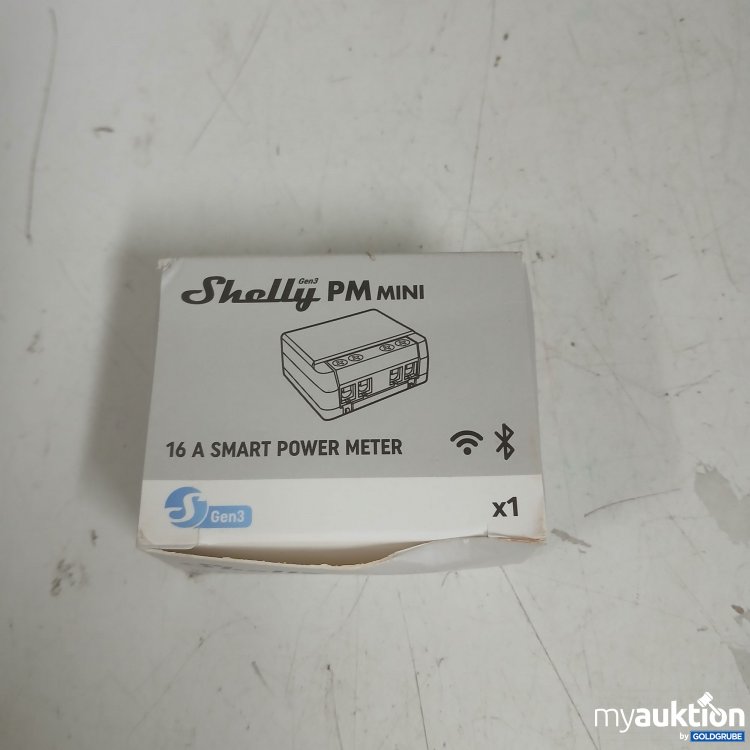 Shelly Gen3 PM MINI
16 A SMART POWER METER
Gen3
x1
myauktion
by GOLDGRUBE